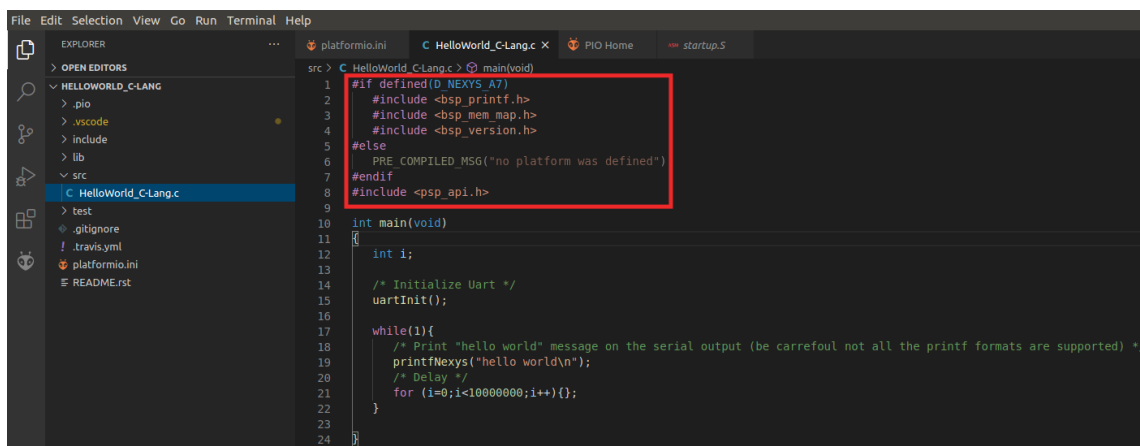 File Edit Selection View Go Run Terminal Help
EXPLORER ...
> OPEN EDITORS
HELLOWORLD_C-LANG
> .pio
> .vscode
> include
> lib
src
C HelloWorld_C-Lang.c
> test
.gitignore
! .travis.yml
platformio.ini
README.rst
platformio.ini C HelloWorld_C-Lang.c × PIO Home startup.S
src > C HelloWorld_C-Lang.c > main(void)
1 #if defined(D_NEXYS_A7)
2 #include <bsp_printf.h>
3 #include <bsp_mem_map.h>
4 #include <bsp_version.h>
5 #else
6 PRE_COMPILED_MSG("no platform was defined")
7 #endif
8 #include <psp_api.h>
9
10 int main(void)
11 {
12 int i;
13
14 /* Initialize Uart */
15 uartInit();
16
17 while(1){
18 /* Print "hello world" message on the serial output (be carrefoul not all the printf formats are supported) *
19 printfNexys("hello world\n");
20 /* Delay */
21 for (i=0;i<10000000;i++){};
22 }
23
24 }